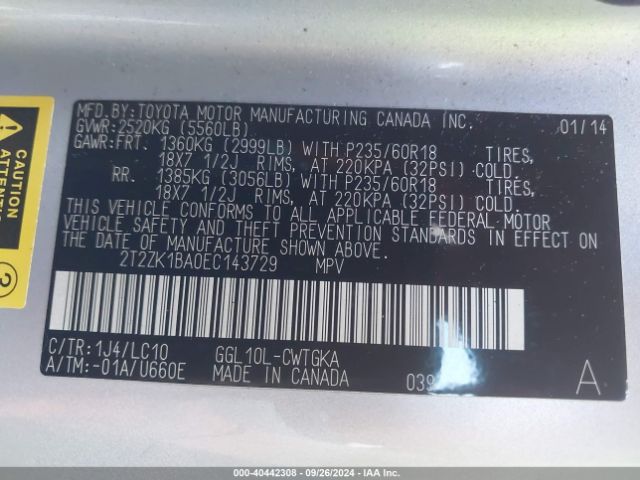 MFD.BY:TOYOTA MOTOR MANUFACTURING CANADA INC. 01/14
GVWR:2520KG (5560LB)
GAWR:FRT. 1360KG (2999LB) WITH P235/60R18 TIRES,
18X7 1/2J RIMS, AT 220KPA (32PSI) COLD.
RR. 1385KG (3056LB) WITH P235/60R18 TIRES,
18X7 1/2J RIMS, AT 220KPA (32PSI) COLD.
THIS VEHICLE CONFORMS TO ALL APPLICABLE FEDERAL MOTOR
VEHICLE SAFETY AND THEFT PREVENTION STANDARDS IN EFFECT ON
THE DATE OF MANUFACTURE SHOWN ABOVE.
2T2ZK1BA0EC143729 MPV
C/TR:1J4/LC10 GGL10L-CWTGKA
A/TM:-01A/U660E MADE IN CANADA A
CAUTION
000-40442308 - 09/26/2024 - IAA Inc.